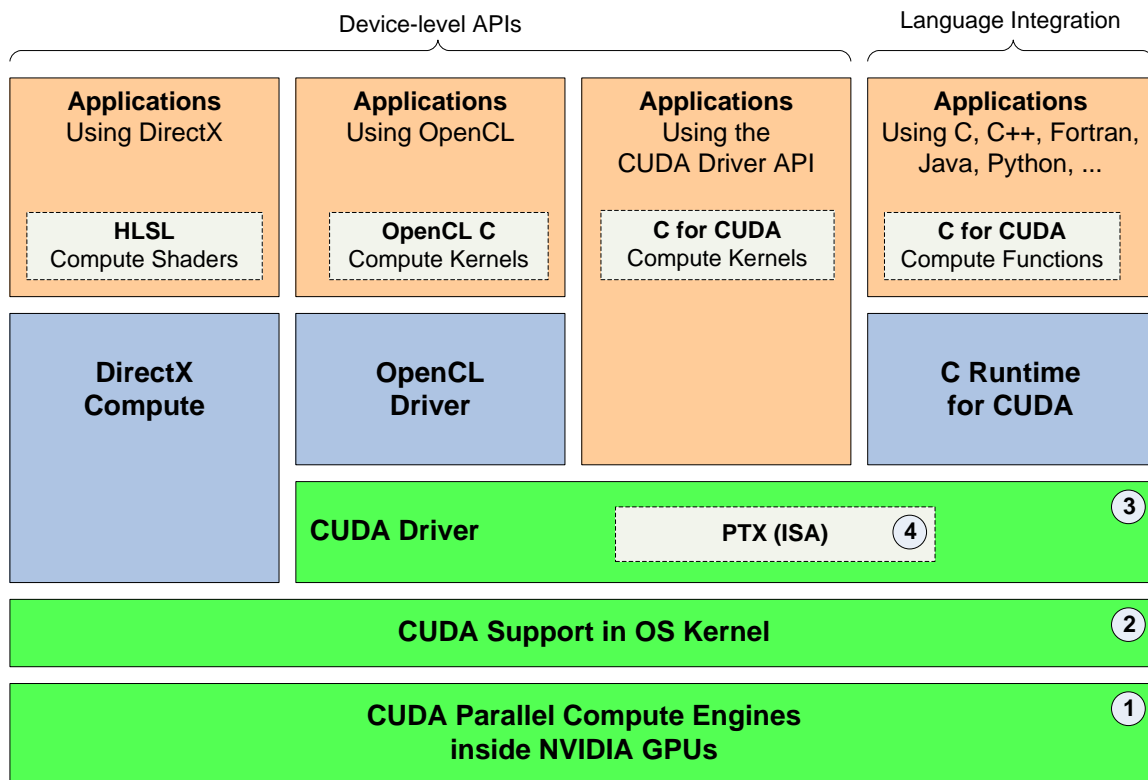 Device-level APIs
Language Integration
Applications
Using DirectX
HLSL
Compute Shaders
Applications
Using OpenCL
OpenCL C
Compute Kernels
Applications
Using the
CUDA Driver API
C for CUDA
Compute Kernels
Applications
Using C, C++, Fortran,
Java, Python, ...
C for CUDA
Compute Functions
DirectX
Compute
OpenCL
Driver
C Runtime
for CUDA
CUDA Driver
PTX (ISA)
4
3
CUDA Support in OS Kernel
2
CUDA Parallel Compute Engines
inside NVIDIA GPUs
1